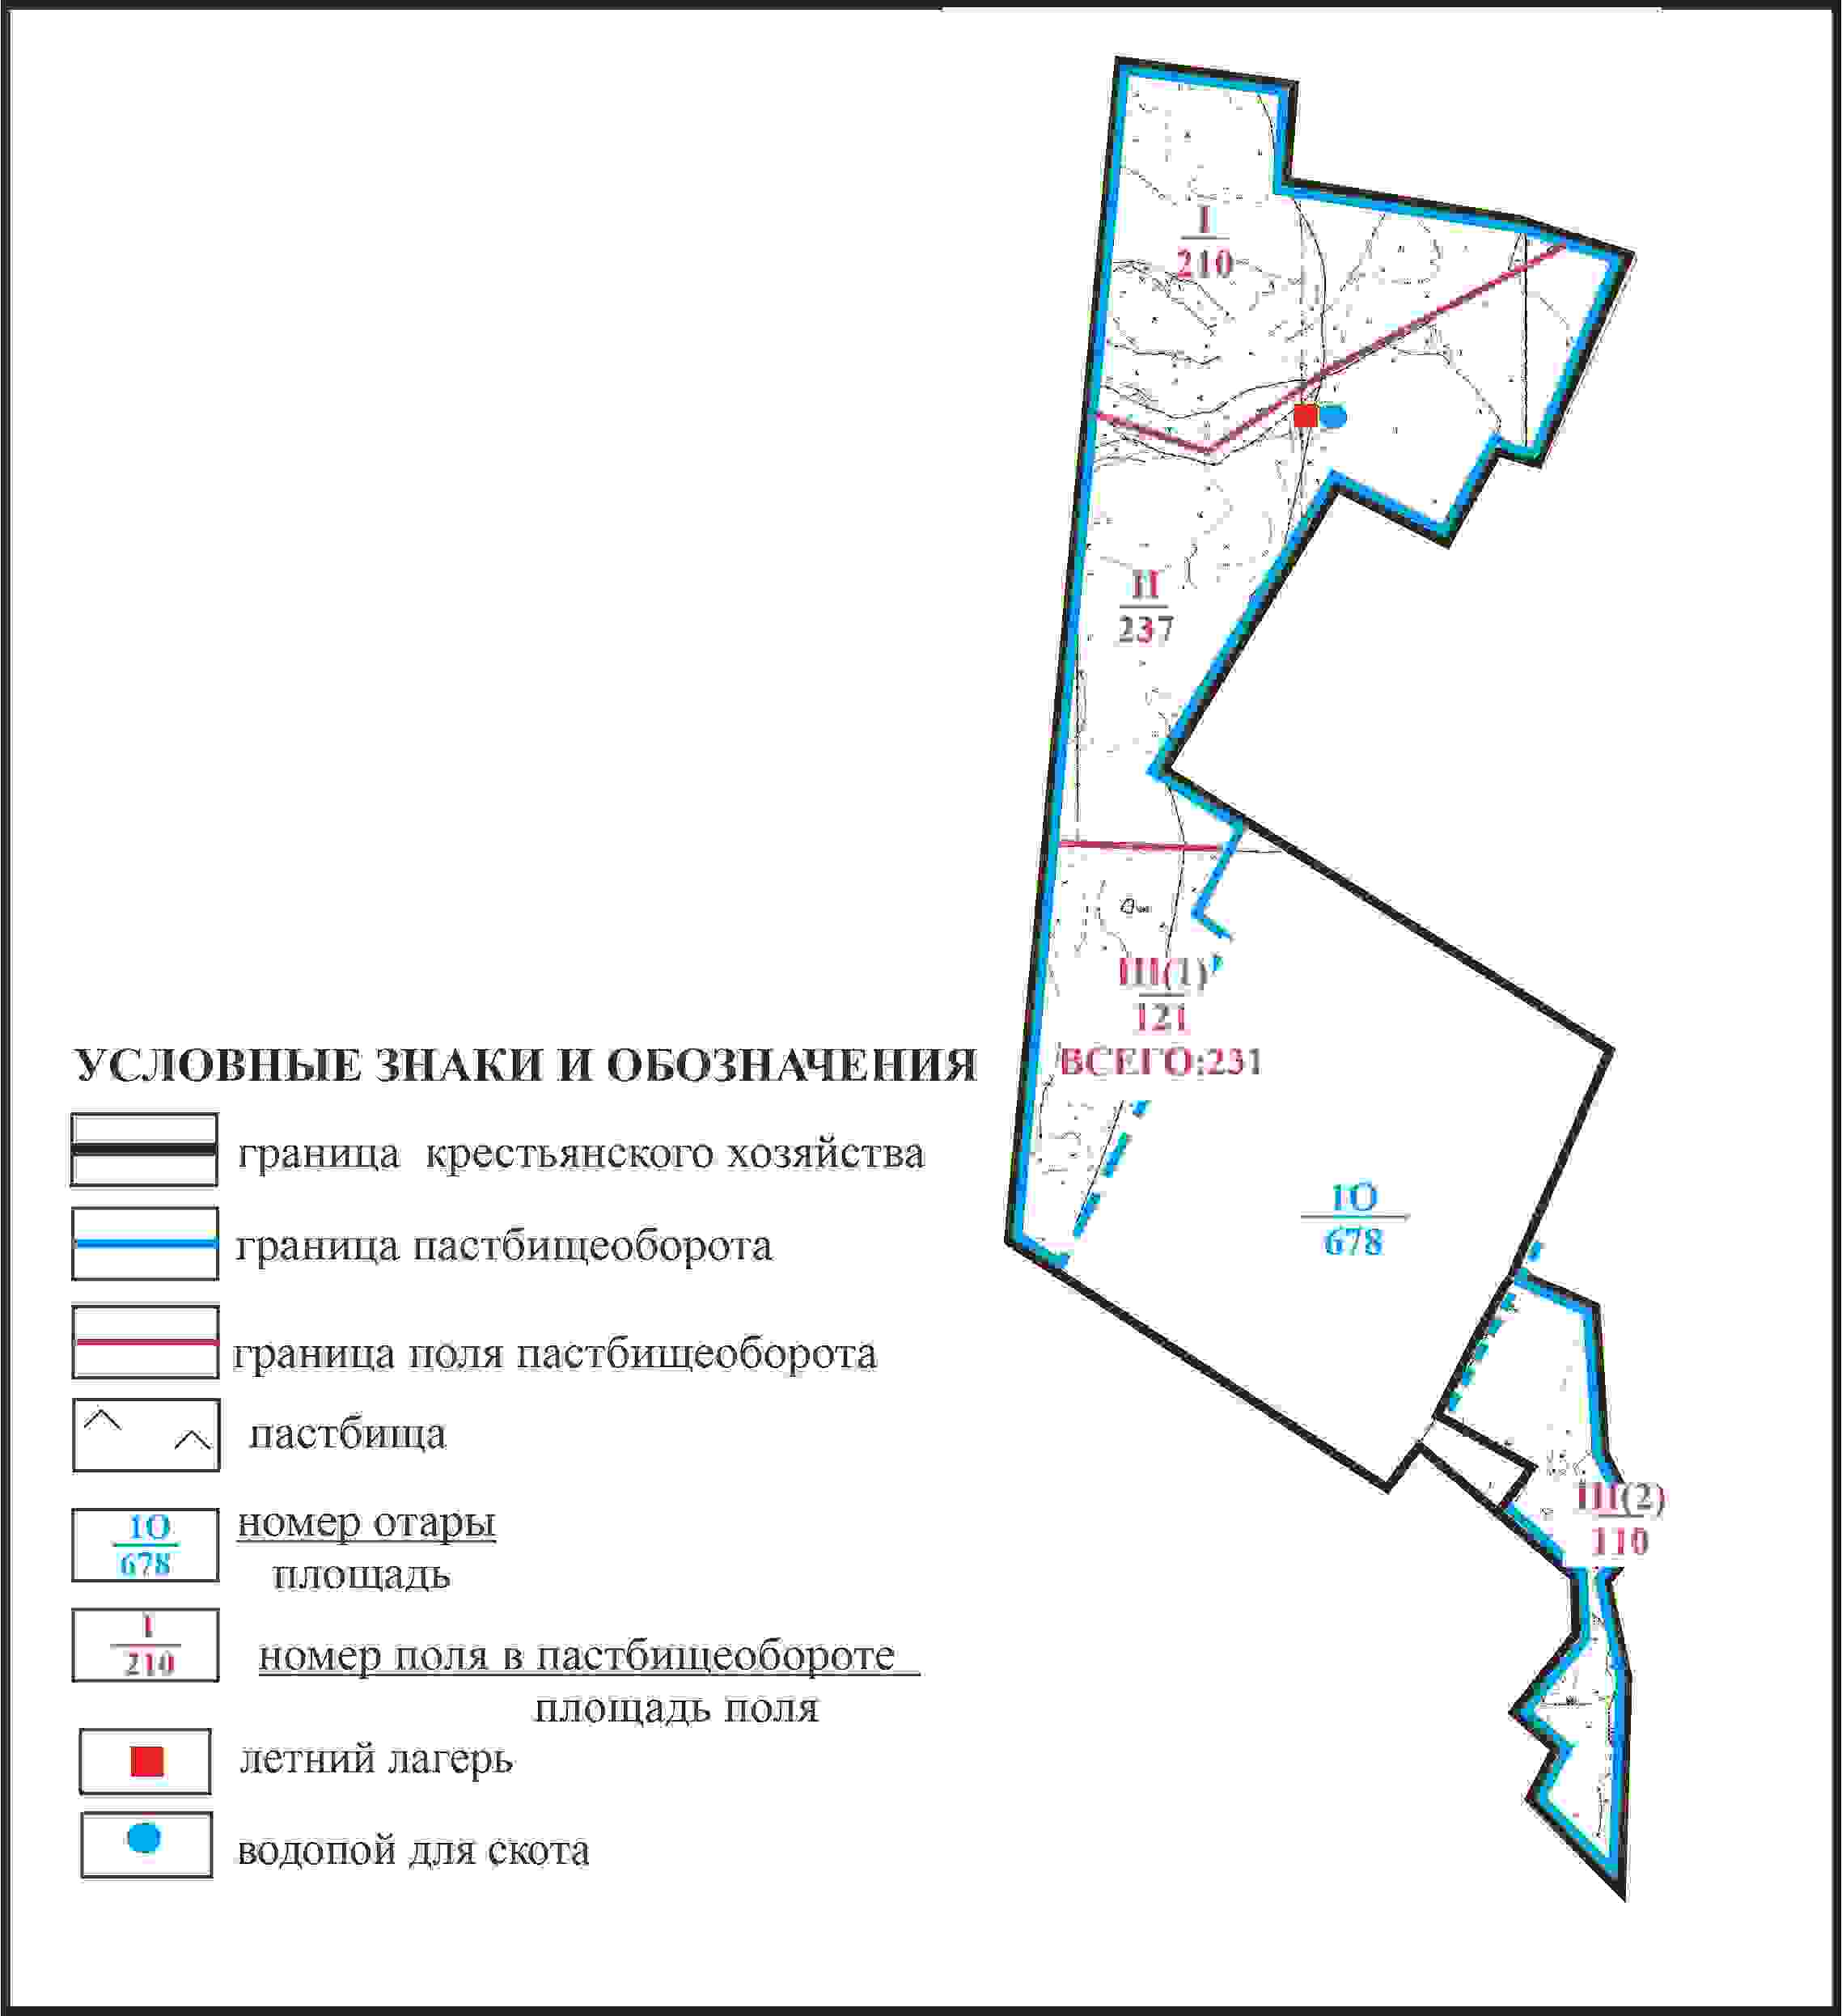 I
210
II
237
III(1)
121
ВСЕГО:231
1О
678
III(2)
110
УСЛОВНЫЕ ЗНАКИ И ОБОЗНАЧЕНИЯ
граница крестьянского хозяйства
граница пастбищеоборота
граница поля пастбищеоборота
пастбища
1О
678
номер отары
площадь
I
210
номер поля в пастбищеобороте
площадь поля
летний лагерь
водопой для скота